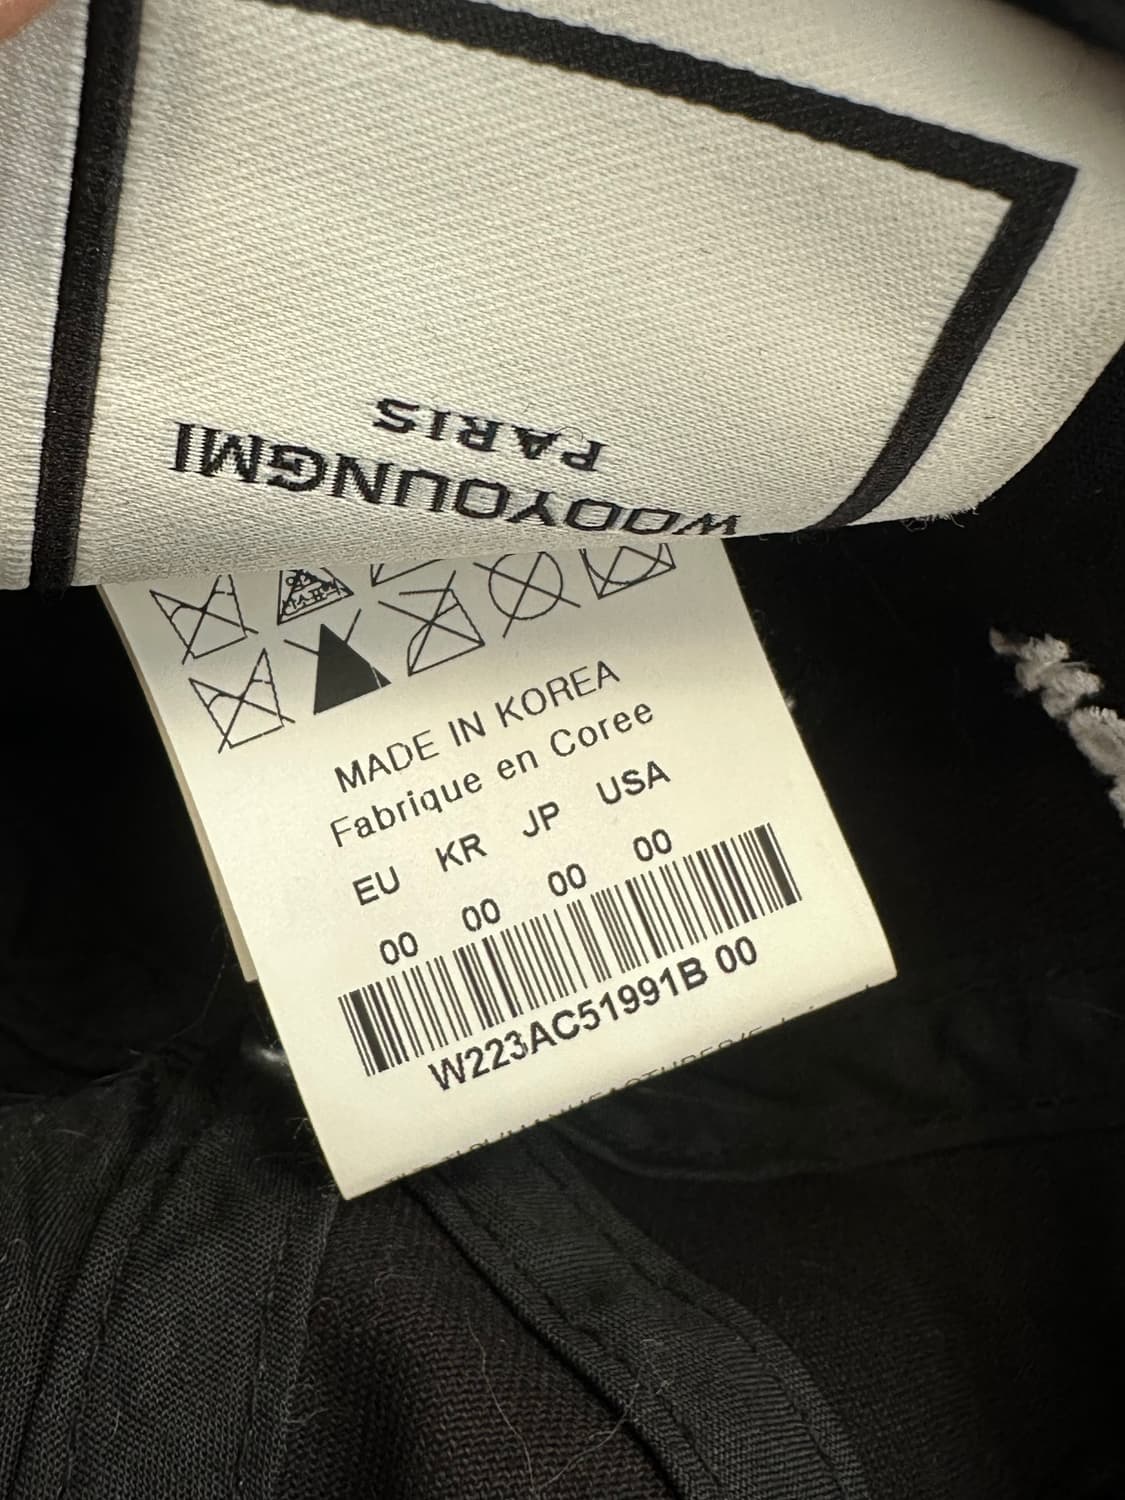 WOOYOUNGMI
PARIS
MADE IN KOREA
Fabrique en Coree
EU KR JP USA
00 00 00 00
W223AC51991B 00